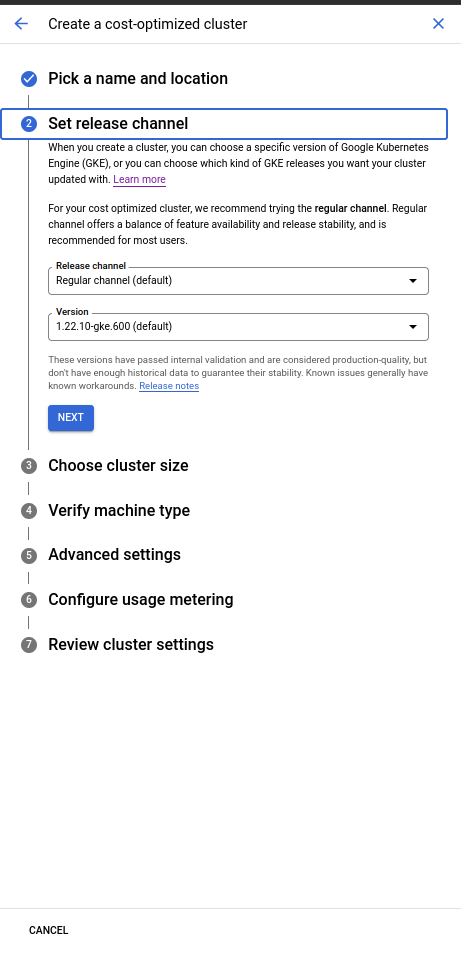 Create a cost-optimized cluster
Pick a name and location
2 Set release channel
When you create a cluster, you can choose a specific version of Google Kubernetes
Engine (GKE), or you can choose which kind of GKE releases you want your cluster
updated with. Learn more
For your cost optimized cluster, we recommend trying the regular channel. Regular
channel offers a balance of feature availability and release stability, and is
recommended for most users.
Release channel
Regular channel (default)
Version
1.22.10-gke.600 (default)
These versions have passed internal validation and are considered production-quality, but
don't have enough historical data to guarantee their stability. Known issues generally have
known workarounds. Release notes
NEXT
3 Choose cluster size
4 Verify machine type
5 Advanced settings
6 Configure usage metering
7 Review cluster settings
CANCEL